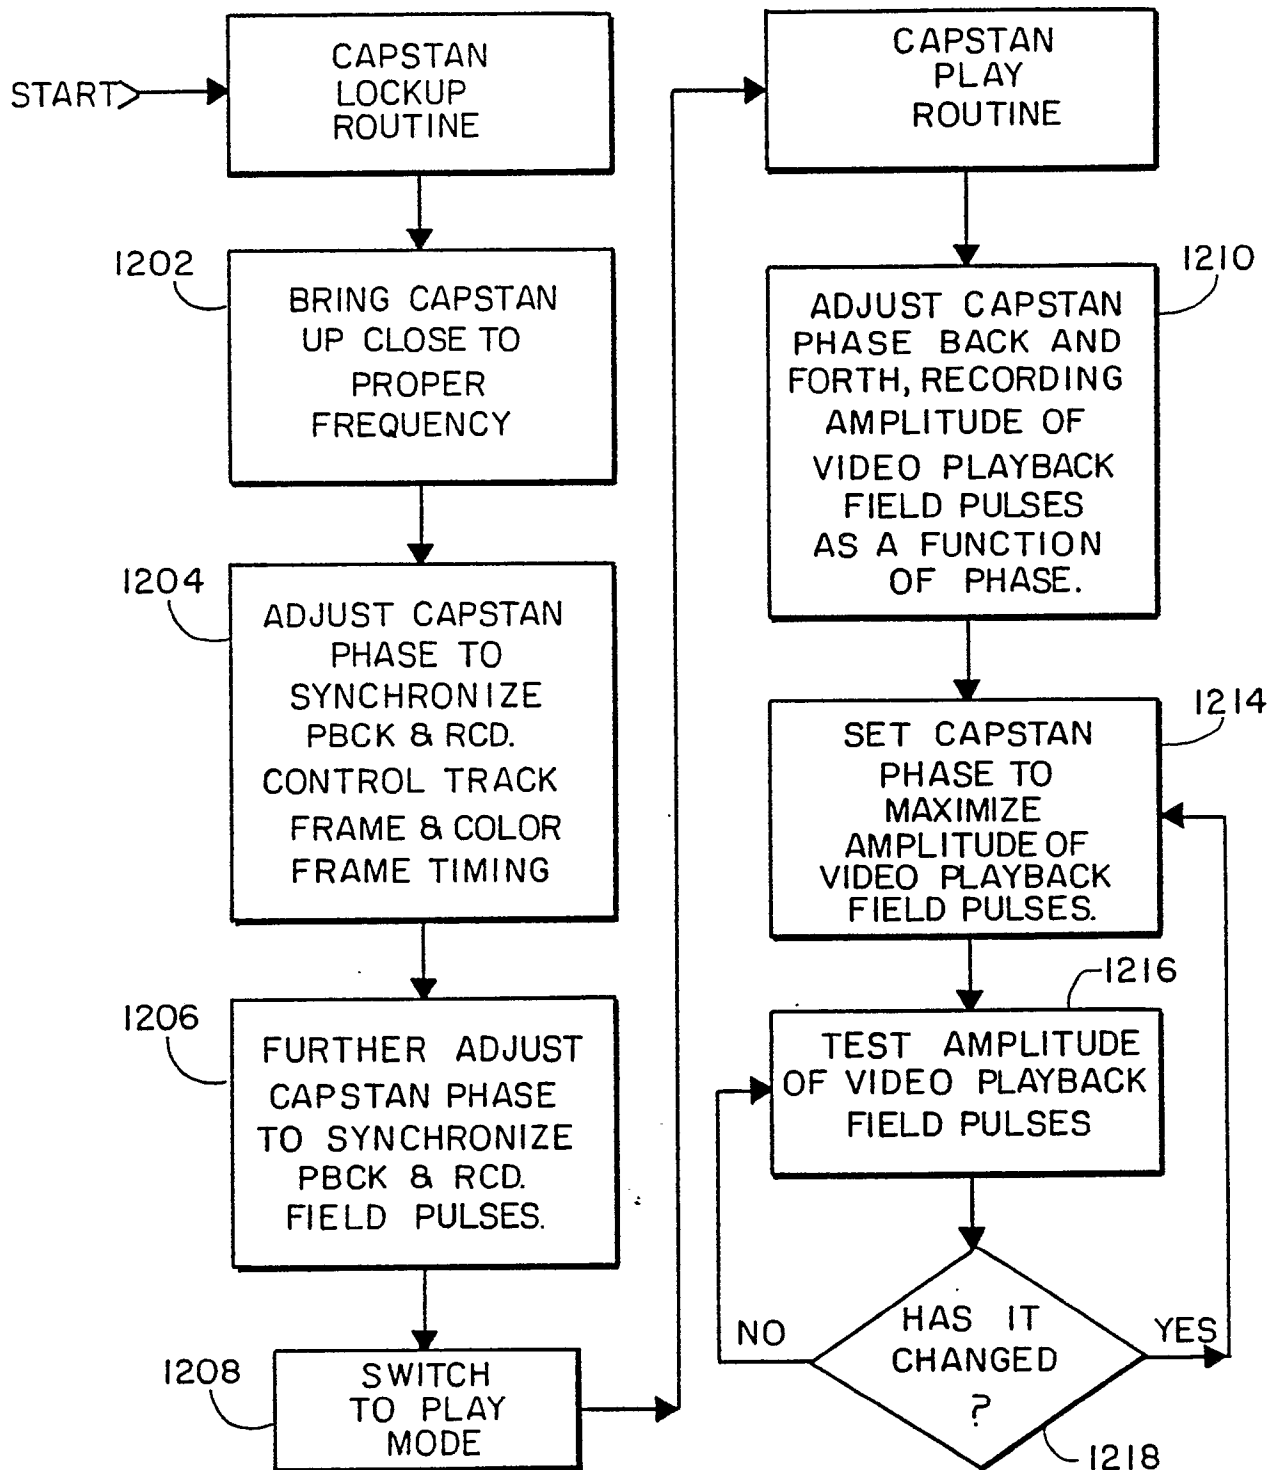 START
CAPSTAN
LOCKUP
ROUTINE
1202
BRING CAPSTAN
UP CLOSE TO
PROPER
FREQUENCY
1204
ADJUST CAPSTAN
PHASE TO
SYNCHRONIZE
PBCK & RCD.
CONTROL TRACK
FRAME & COLOR
FRAME TIMING
1206
FURTHER ADJUST
CAPSTAN PHASE
TO SYNCHRONIZE
PBCK & RCD.
FIELD PULSES.
1208
SWITCH
TO PLAY
MODE
CAPSTAN
PLAY
ROUTINE
1210
ADJUST CAPSTAN
PHASE BACK AND
FORTH, RECORDING
AMPLITUDE OF
VIDEO PLAYBACK
FIELD PULSES
AS A FUNCTION
OF PHASE.
1214
SET CAPSTAN
PHASE TO
MAXIMIZE
AMPLITUDE OF
VIDEO PLAYBACK
FIELD PULSES.
1216
TEST AMPLITUDE
OF VIDEO PLAYBACK
FIELD PULSES
NO
HAS IT
CHANGED
?
YES
1218